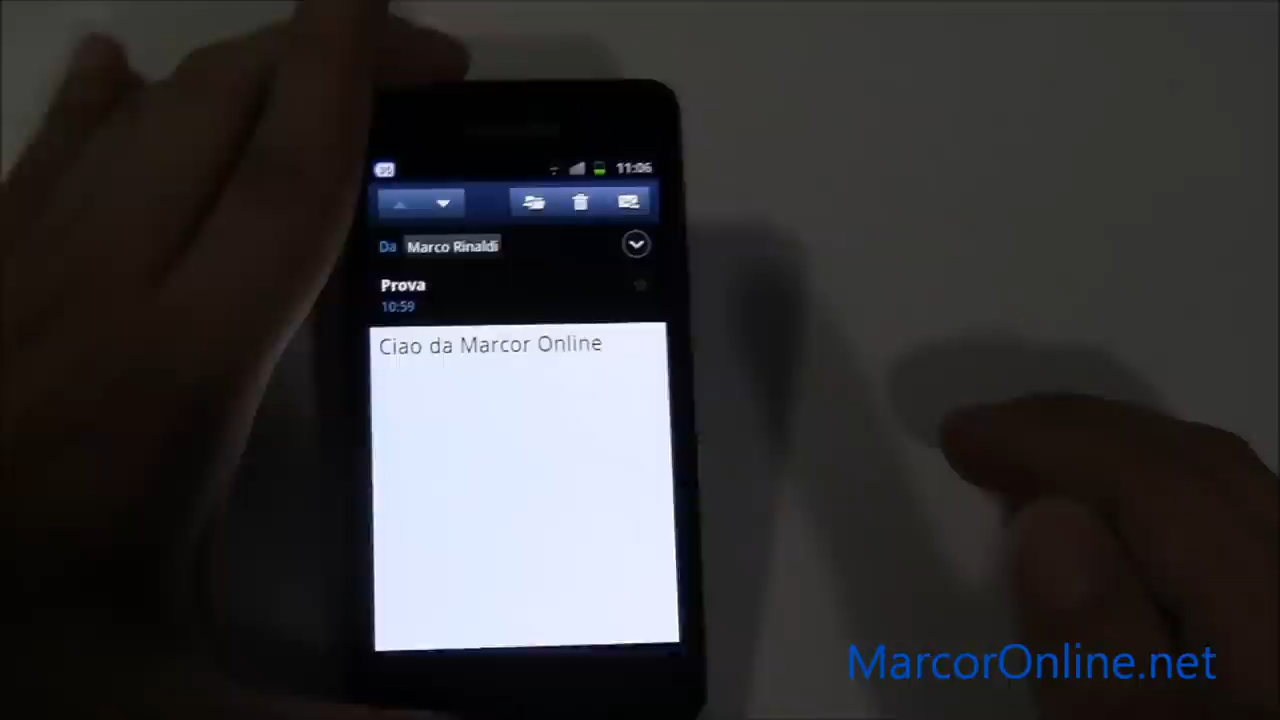 11:06
Da Marco Rinaldi
Prova
10:59
Ciao da Marcor Online
MarcorOnline.net